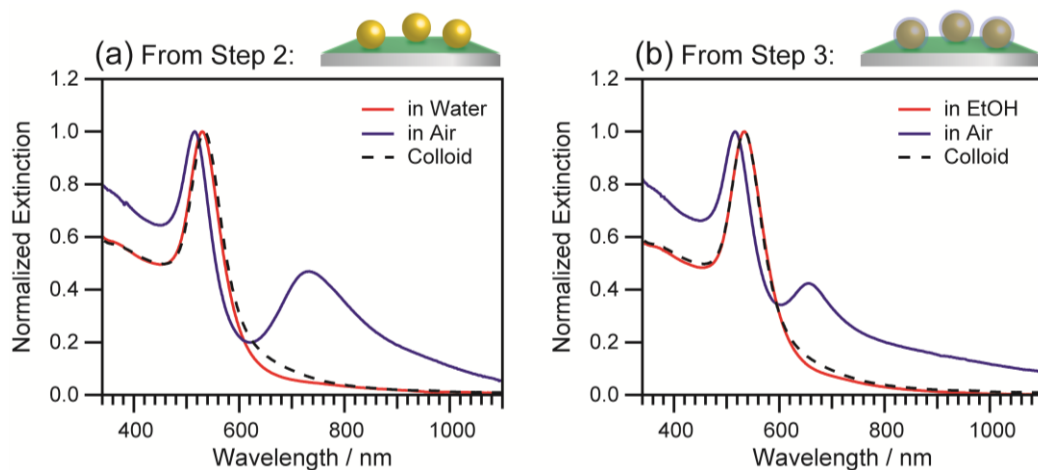 (a) From Step 2:
1.2
1.0
0.8
0.6
0.4
0.2
0.0
Normalized Extinction
in Water
in Air
Colloid
400 600 800 1000
Wavelength / nm
(b) From Step 3:
1.2
1.0
0.8
0.6
0.4
0.2
0.0
Normalized Extinction
in EtOH
in Air
Colloid
400 600 800 1000
Wavelength / nm